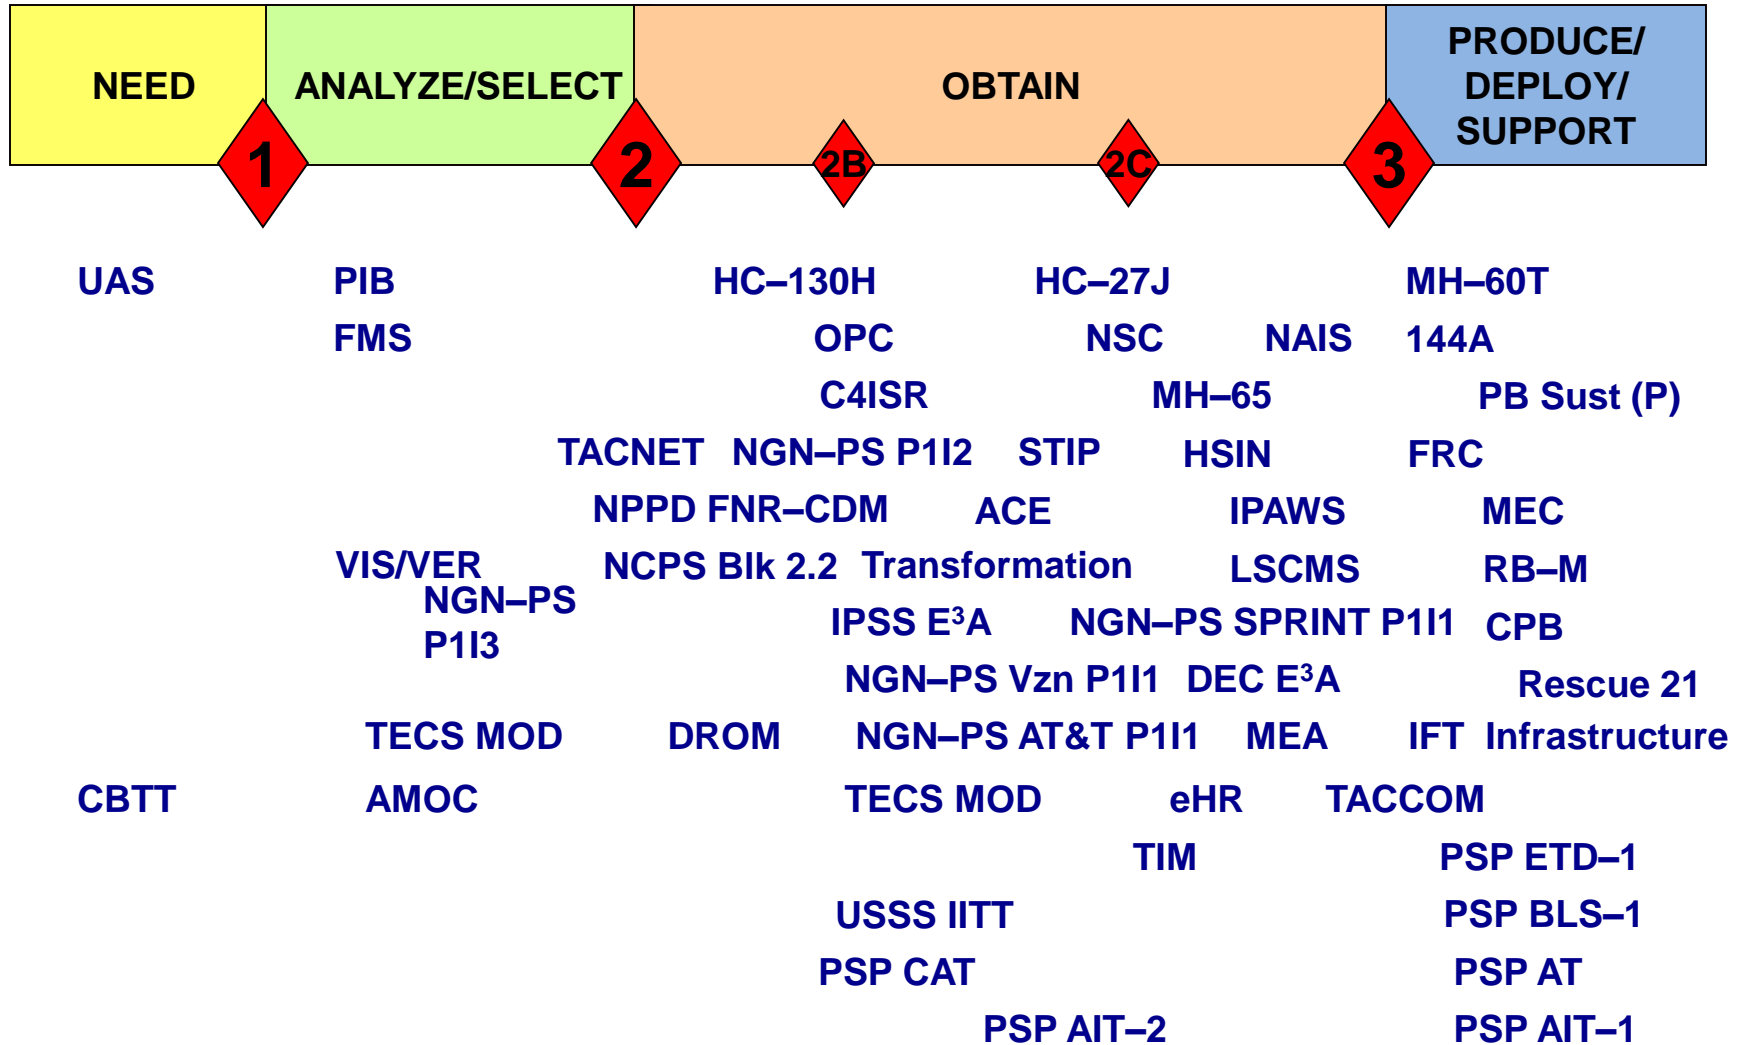 NEED
ANALYZE/SELECT
OBTAIN
PRODUCE/
DEPLOY/
SUPPORT
1 2 2B 2C 3
UAS PIB HC–130H HC–27J MH–60T
FMS OPC NSC NAIS 144A
C4ISR MH–65 PB Sust (P)
TACNET NGN–PS P1I2 STIP HSIN FRC
NPPD FNR–CDM ACE IPAWS MEC
VIS/VER NCPS Blk 2.2 Transformation LSCMS RB–M
NGN–PS
P1I3
IPSS E³A NGN–PS SPRINT P1I1 CPB
NGN–PS Vzn P1I1 DEC E³A Rescue 21
TECS MOD DROM NGN–PS AT&T P1I1 MEA IFT Infrastructure
CBTT AMOC TECS MOD eHR TACCOM
TIM PSP ETD–1
USSS IITT PSP BLS–1
PSP CAT PSP AT
PSP AIT–2 PSP AIT–1